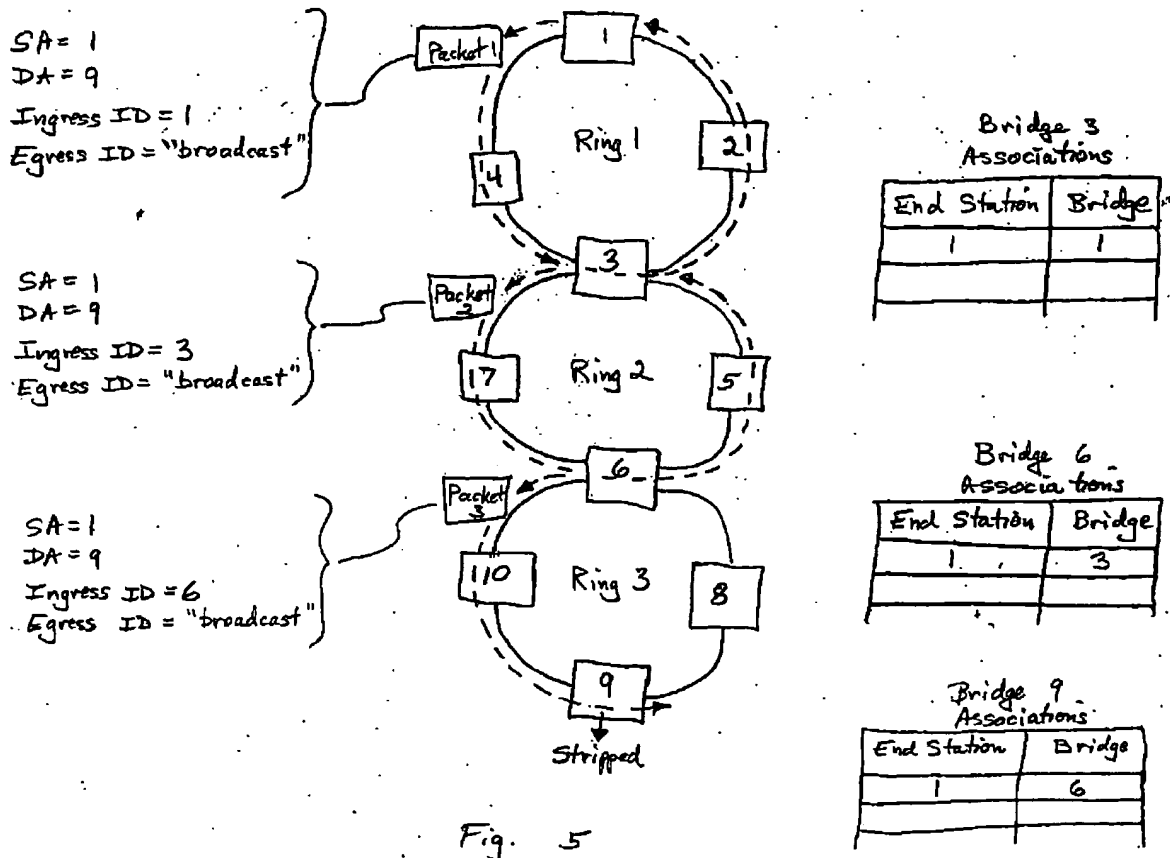 SA = 1
DA = 9
Ingress ID = 1
Egress ID = "broadcast"
Packet 1
1
Ring 1
2
4
3
Bridge 3
Associations
End Station Bridge
1 1
SA = 1
DA = 9
Ingress ID = 3
Egress ID = "broadcast"
Packet
2
17
Ring 2
5
6
Bridge 6
Associations
End Station Bridge
1 3
SA = 1
DA = 9
Ingress ID = 6
Egress ID = "broadcast"
Packet
3
110
Ring 3
8
9
Stripped
Bridge 9
Associations
End Station Bridge
1 6
Fig. 5